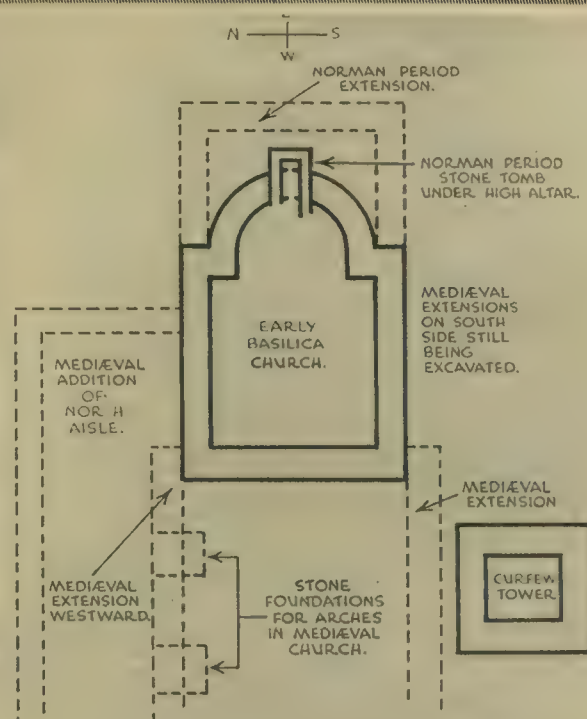 N
S
W
NORMAN PERIOD
EXTENSION.
NORMAN PERIOD
STONE TOMB
UNDER HIGH ALTAR.
MEDIÆVAL
EXTENSIONS
ON SOUTH
SIDE STILL
BEING
EXCAVATED.
EARLY
BASILICA
CHURCH.
MEDIÆVAL
ADDITION
OF
NOR H
AISLE.
MEDIÆVAL
EXTENSION
CURFEW
TOWER
MEDIÆVAL
EXTENSION
WESTWARD.
STONE
FOUNDATIONS
FOR ARCHES
IN MEDIÆVAL
CHURCH.